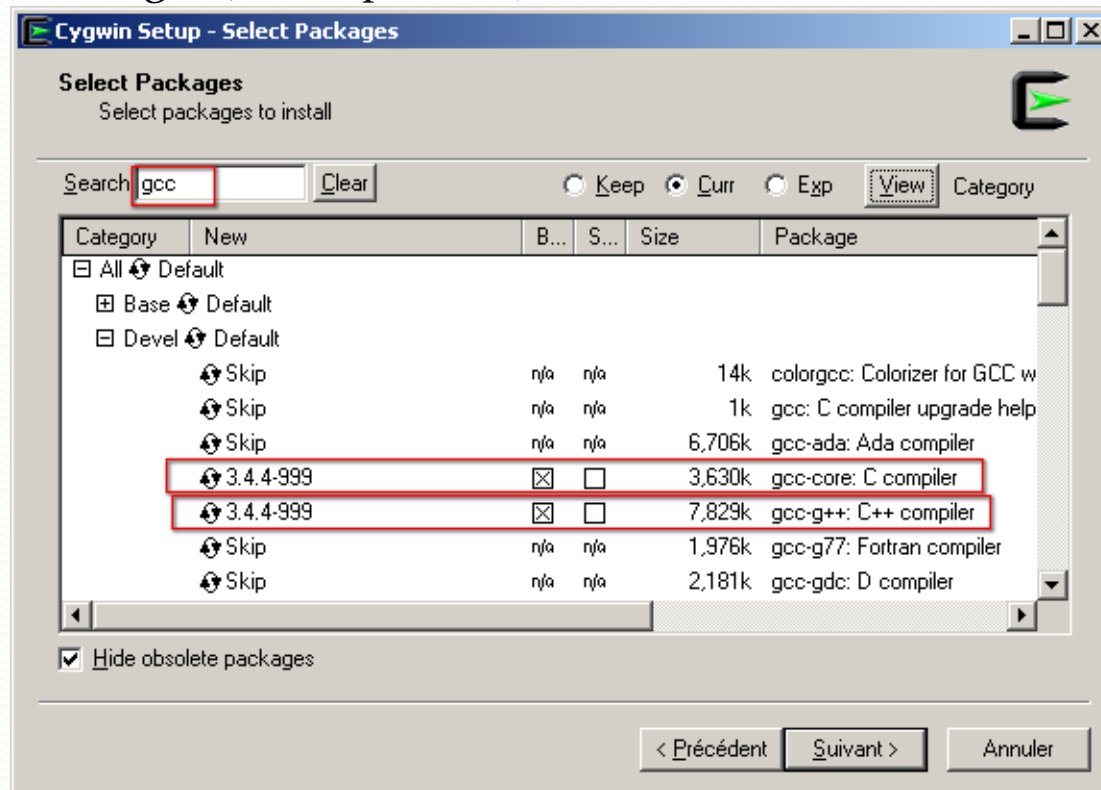 Cygwin Setup - Select Packages
Select Packages
Select packages to install
Search gcc Clear Keep Curr Exp View Category
Category New B... S... Size Package
All Default
Base Default
Devel Default
Skip n/a n/a 14k colorgcc: Colorizer for GCC w
Skip n/a n/a 1k gcc: C compiler upgrade help
Skip n/a n/a 6,706k gcc-ada: Ada compiler
3.4.4-999 3,630k gcc-core: C compiler
3.4.4-999 7,829k gcc-g++: C++ compiler
Skip n/a n/a 1,976k gcc-g77: Fortran compiler
Skip n/a n/a 2,181k gcc-gdc: D compiler
Hide obsolete packages
< Précédent Suivant > Annuler